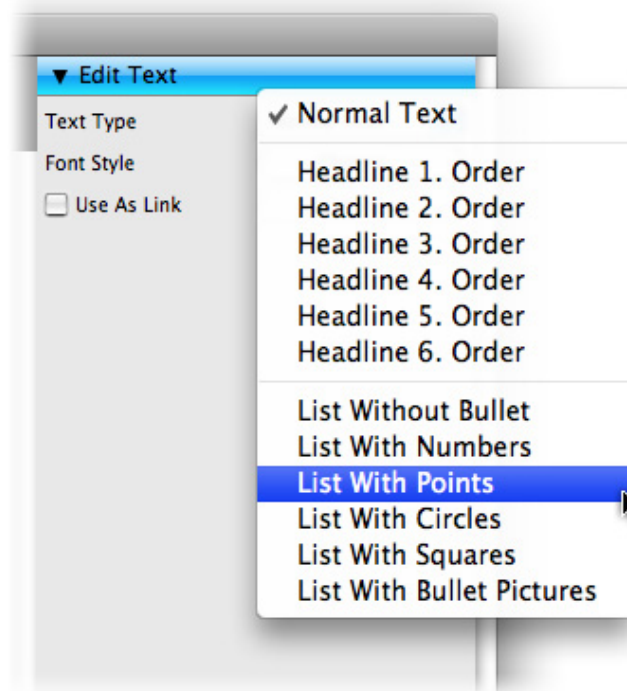 ▼ Edit Text
Text Type
Font Style
Use As Link
✓ Normal Text
Headline 1. Order
Headline 2. Order
Headline 3. Order
Headline 4. Order
Headline 5. Order
Headline 6. Order
List Without Bullet
List With Numbers
List With Points
List With Circles
List With Squares
List With Bullet Pictures